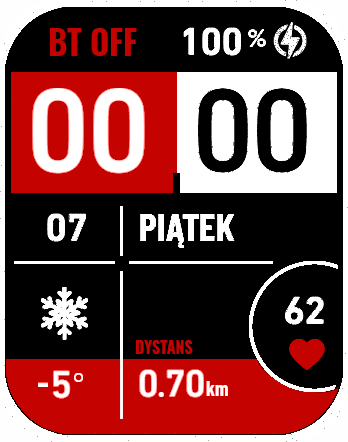 BT OFF 100%
00 00
07 PIĄTEK
62
DYSTANS
-5° 0.70km